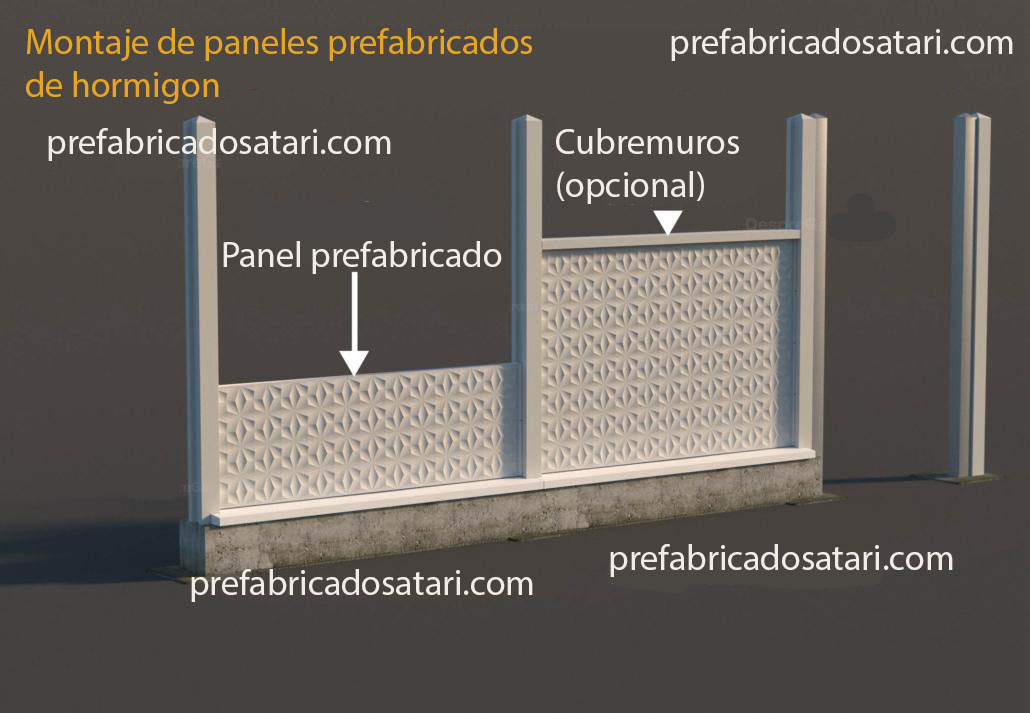 Montaje de paneles prefabricados
de hormigon
prefabricadosatari.com
prefabricadosatari.com
Cubremuros
(opcional)
Panel prefabricado
prefabricadosatari.com
prefabricadosatari.com